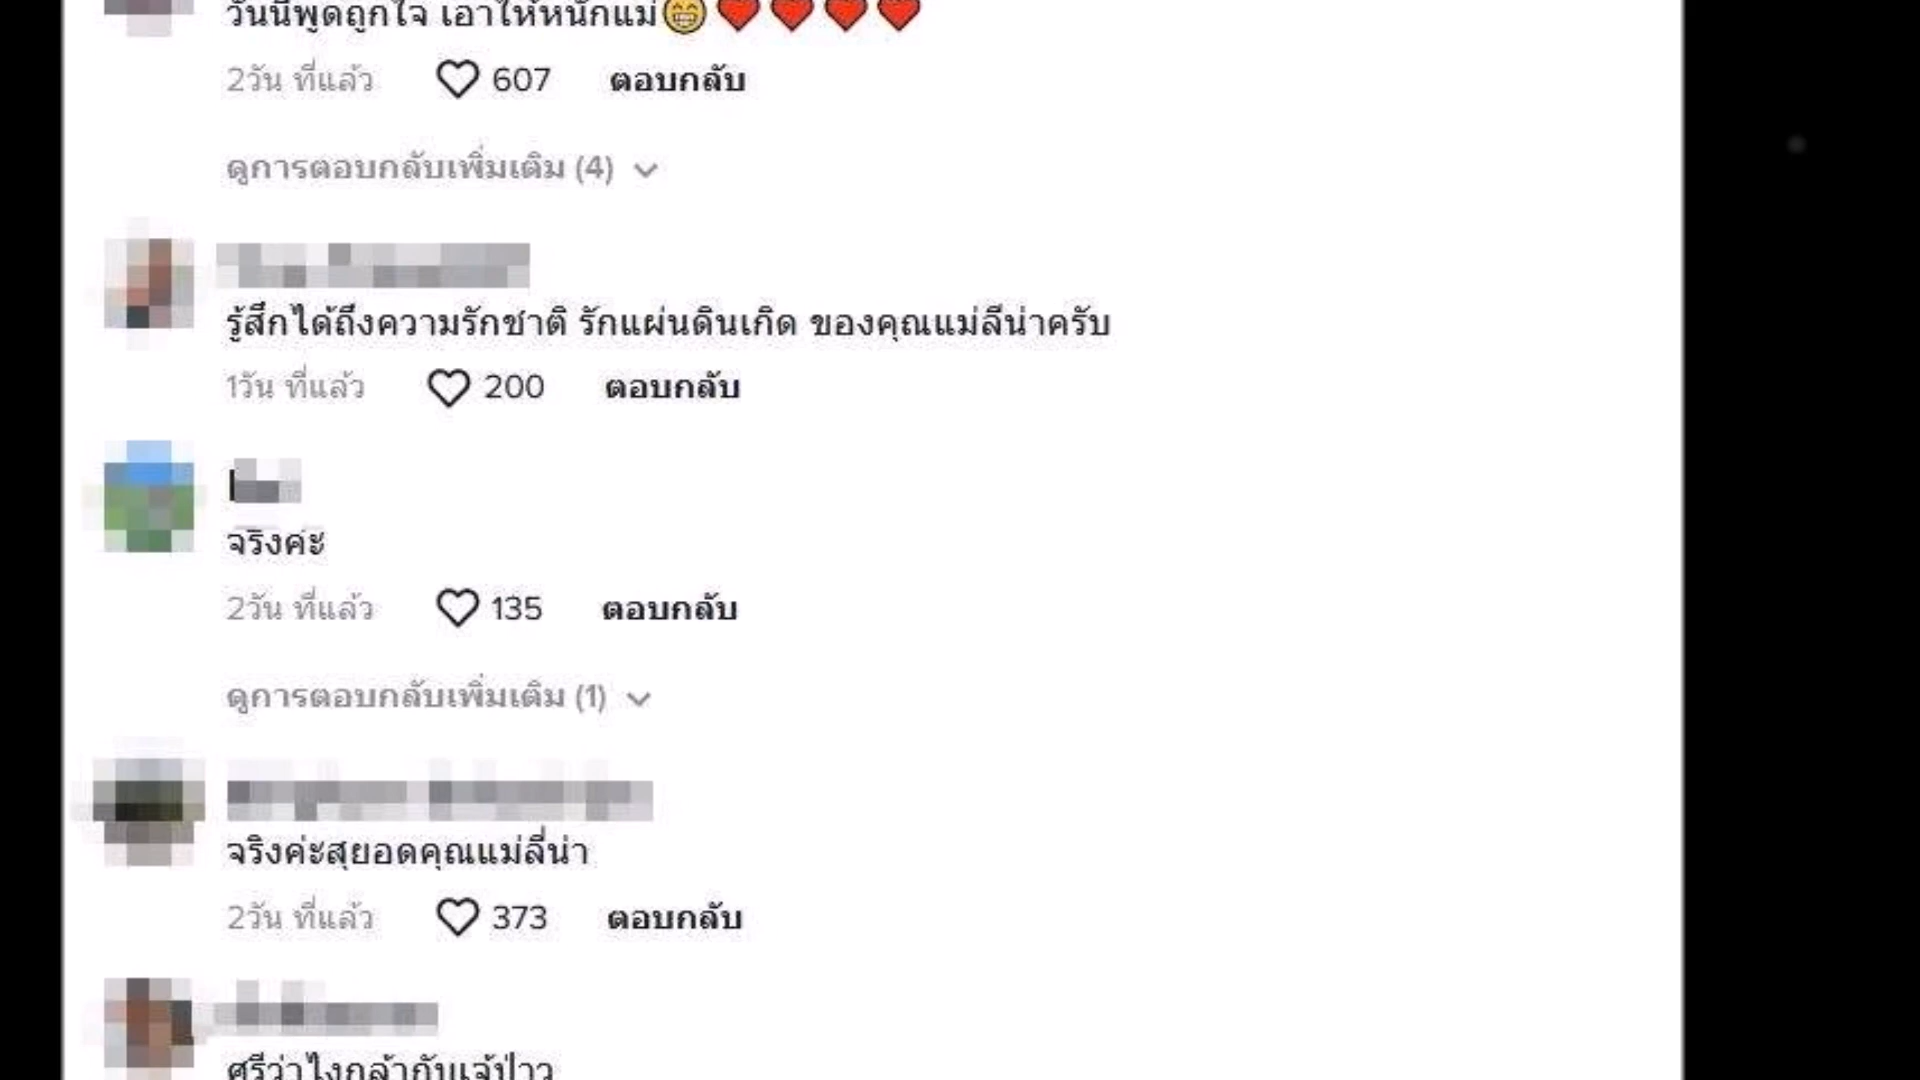 วันนี้พูดถูกใจ เอาให้หนักแม่😁❤️❤️❤️❤️
2วัน ที่แล้ว 607 ตอบกลับ
ดูการตอบกลับเพิ่มเติม (4)
รู้สึกได้ถึงความรักชาติ รักแผ่นดินเกิด ของคุณแม่ลีน่าครับ
1วัน ที่แล้ว 200 ตอบกลับ
จริงค่ะ
2วัน ที่แล้ว 135 ตอบกลับ
ดูการตอบกลับเพิ่มเติม (1)
จริงค่ะสุยอดคุณแม่ลี่น่า
2วัน ที่แล้ว 373 ตอบกลับ
ศรีว่าไงกล้ากับเจ้ป่าว